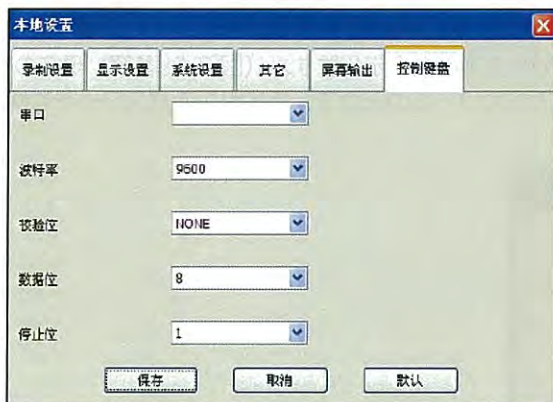 本地设置
录制设置 显示设置 系统设置 其它 屏幕输出 控制键盘
串口
波特率 9600
校验位 NONE
数据位 8
停止位 1
保存 取消 默认